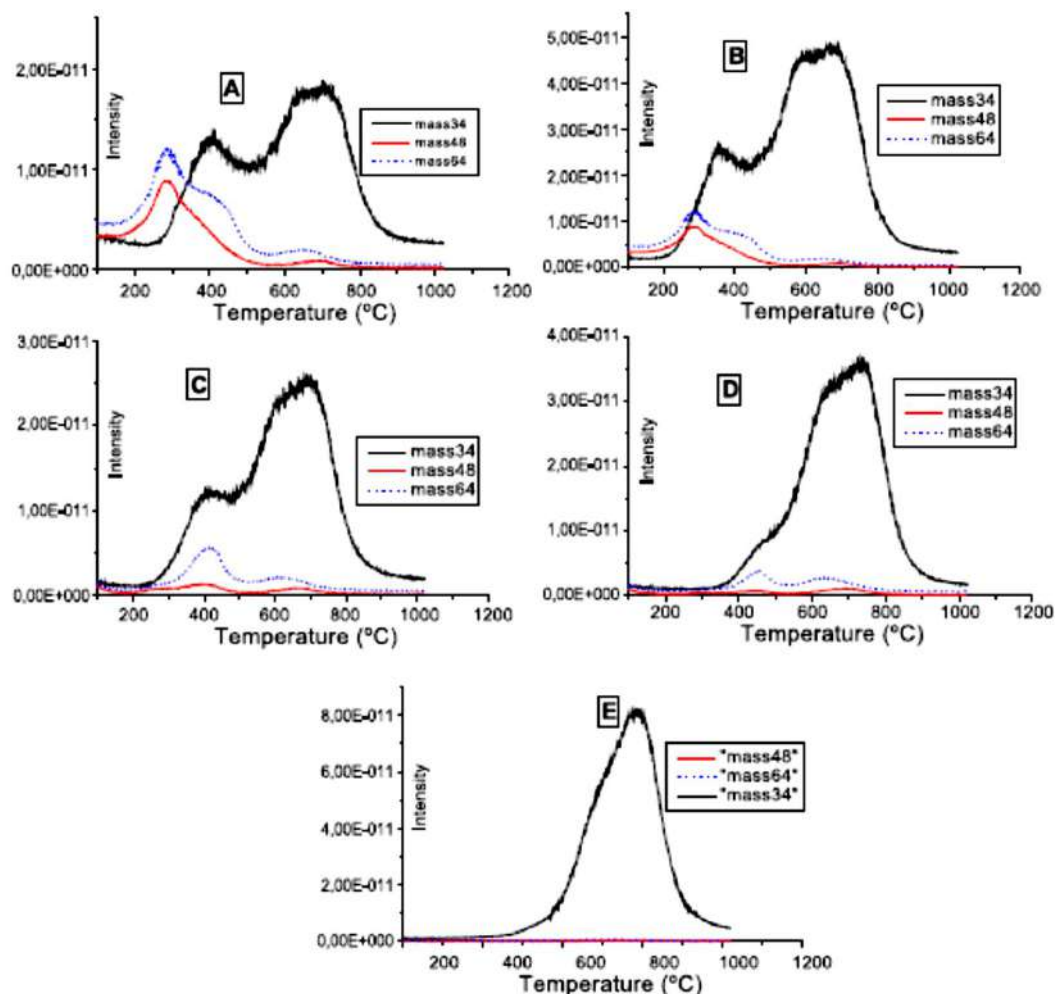 A
Intensity
2,00E-011
1,00E-011
0,00E+000
200 400 600 800 1000 1200
Temperature (ºC)
mass34
mass48
mass64
B
Intensity
5,00E-011
4,00E-011
3,00E-011
2,00E-011
1,00E-011
0,00E+000
200 400 600 800 1000 1200
Temperature (ºC)
mass34
mass48
mass64
C
Intensity
3,00E-011
2,00E-011
1,00E-011
0,00E+000
200 400 600 800 1000 1200
Temperature (ºC)
mass34
mass48
mass64
D
Intensity
4,00E-011
3,00E-011
2,00E-011
1,00E-011
0,00E+000
200 400 600 800 1000 1200
Temperature (ºC)
mass34
mass48
mass64
E
Intensity
8,00E-011
6,00E-011
4,00E-011
2,00E-011
0,00E+000
200 400 600 800 1000 1200
Temperature (ºC)
"mass48"
"mass64"
"mass34"